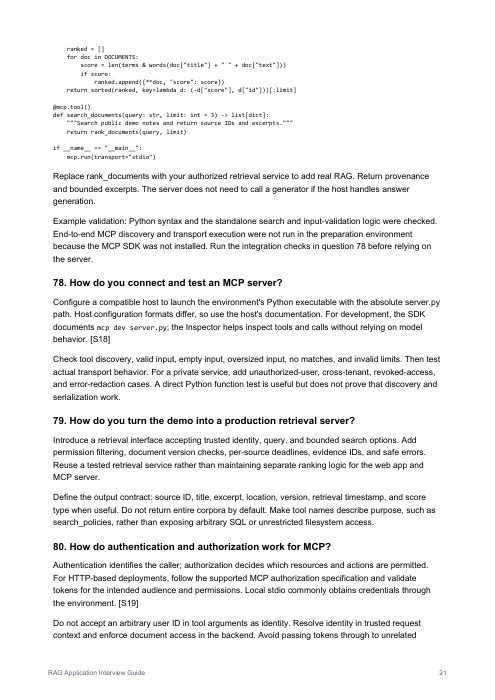 ranked = []
    for doc in DOCUMENTS:
        score = len(terms & words(doc["title"] + " " + doc["text"]))
        if score:
            ranked.append({**doc, "score": score})
    return sorted(ranked, key=lambda d: (-d["score"], d["id"]))[:limit]

@mcp.tool()
def search_documents(query: str, limit: int = 3) -> list[dict]:
    """Search public demo notes and return source IDs and excerpts."""
    return rank_documents(query, limit)

if __name__ == "__main__":
    mcp.run(transport="stdio")

Replace rank_documents with your authorized retrieval service to add real RAG. Return provenance
and bounded excerpts. The server does not need to call a generator if the host handles answer
generation.

Example validation: Python syntax and the standalone search and input-validation logic were checked.
End-to-end MCP discovery and transport execution were not run in the preparation environment
because the MCP SDK was not installed. Run the integration checks in question 78 before relying on
the server.

78. How do you connect and test an MCP server?

Configure a compatible host to launch the environment's Python executable with the absolute server.py
path. Host configuration formats differ, so use the host's documentation. For development, the SDK
documents mcp dev server.py; the Inspector helps inspect tools and calls without relying on model
behavior. [S18]

Check tool discovery, valid input, empty input, oversized input, no matches, and invalid limits. Then test
actual transport behavior. For a private service, add unauthorized-user, cross-tenant, revoked-access,
and error-redaction cases. A direct Python function test is useful but does not prove that discovery and
serialization work.

79. How do you turn the demo into a production retrieval server?

Introduce a retrieval interface accepting trusted identity, query, and bounded search options. Add
permission filtering, document version checks, per-source deadlines, evidence IDs, and safe errors.
Reuse a tested retrieval service rather than maintaining separate ranking logic for the web app and
MCP server.

Define the output contract: source ID, title, excerpt, location, version, retrieval timestamp, and score
type when useful. Do not return entire corpora by default. Make tool names describe purpose, such as
search_policies, rather than exposing arbitrary SQL or unrestricted filesystem access.

80. How do authentication and authorization work for MCP?

Authentication identifies the caller; authorization decides which resources and actions are permitted.
For HTTP-based deployments, follow the supported MCP authorization specification and validate
tokens for the intended audience and permissions. Local stdio commonly obtains credentials through
the environment. [S19]

Do not accept an arbitrary user ID in tool arguments as identity. Resolve identity in trusted request
context and enforce document access in the backend. Avoid passing tokens through to unrelated

RAG Application Interview Guide
21